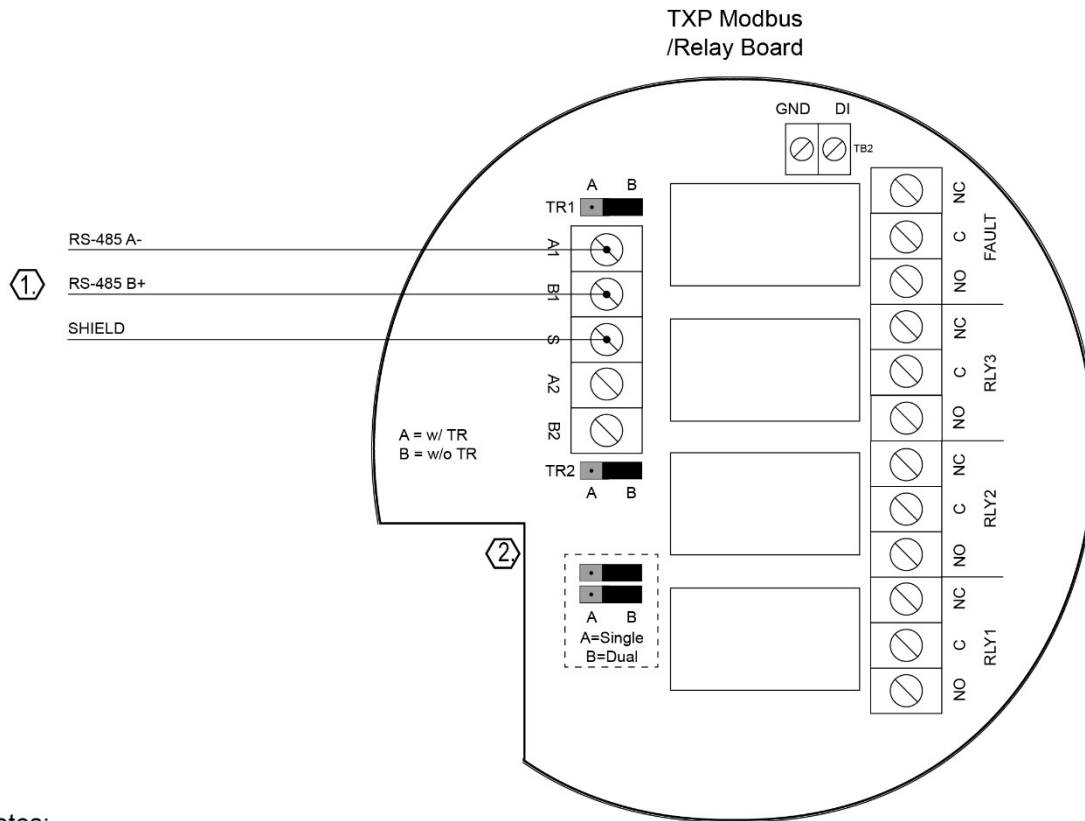 TXP Modbus
/Relay Board
GND DI
TB2
A B
TR1
RS-485 A-
A1
RS-485 B+
B1
1.
SHIELD
S
A2
B2
A = w/ TR
B = w/o TR
TR2
A B
2.
A B
A=Single
B=Dual
NC
C
NO
FAULT
NC
C
NO
RLY3
NC
C
NO
RLY2
NC
C
NO
RLY1